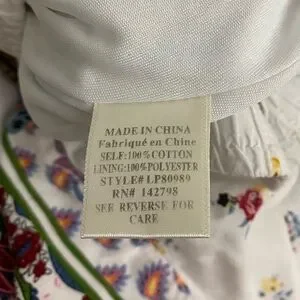 MADE IN CHINA
Fabriqué en Chine
SELF:100%COTTON
LINING:100%POLYESTER
STYLE# LP80989
RN# 142798
SEE REVERSE FOR
CARE